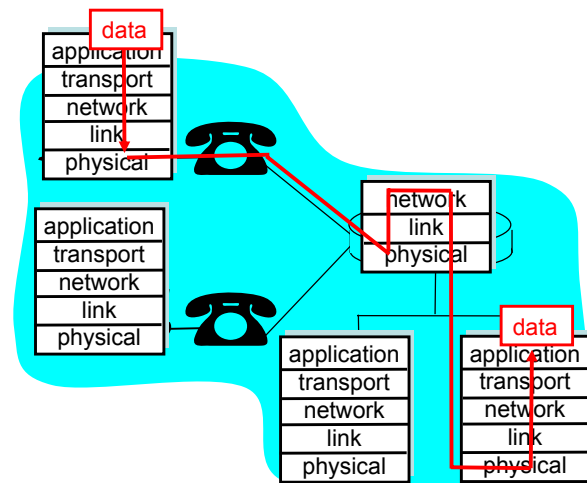 data
application
transport
network
link
physical
application
transport
network
link
physical
network
link
physical
application
transport
network
link
physical
data
application
transport
network
link
physical